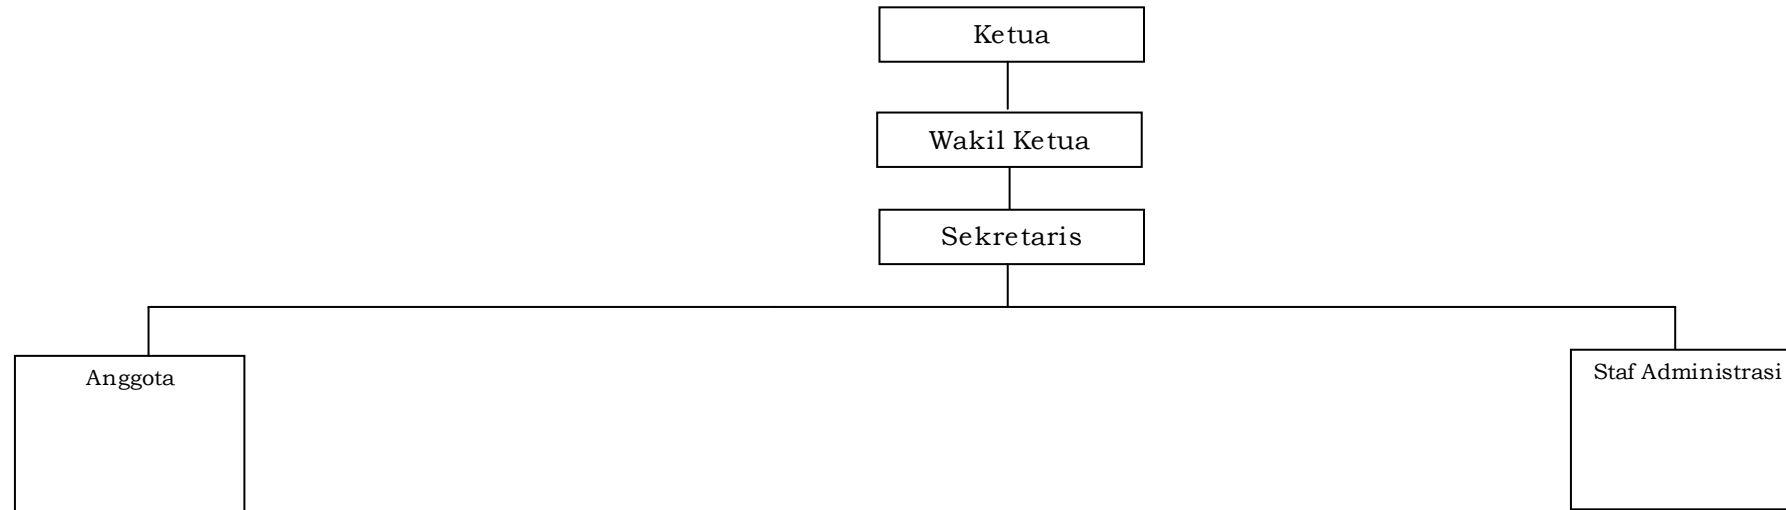 Ketua
Wakil Ketua
Sekretaris
Anggota
Staf Administrasi